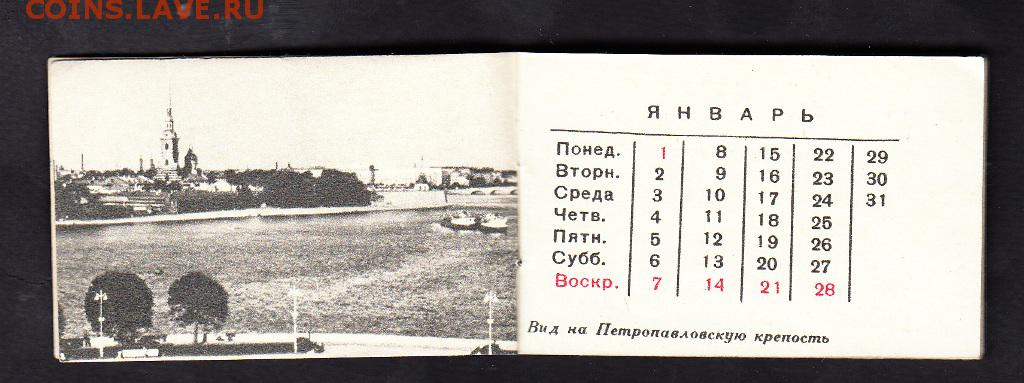 COINS.LAVE.RU
ЯНВАРЬ
Понед. 1 8 15 22 29
Вторн. 2 9 16 23 30
Среда 3 10 17 24 31
Четв. 4 11 18 25
Пятн. 5 12 19 26
Субб. 6 13 20 27
Воскр. 7 14 21 28
Вид на Петропавловскую крепость